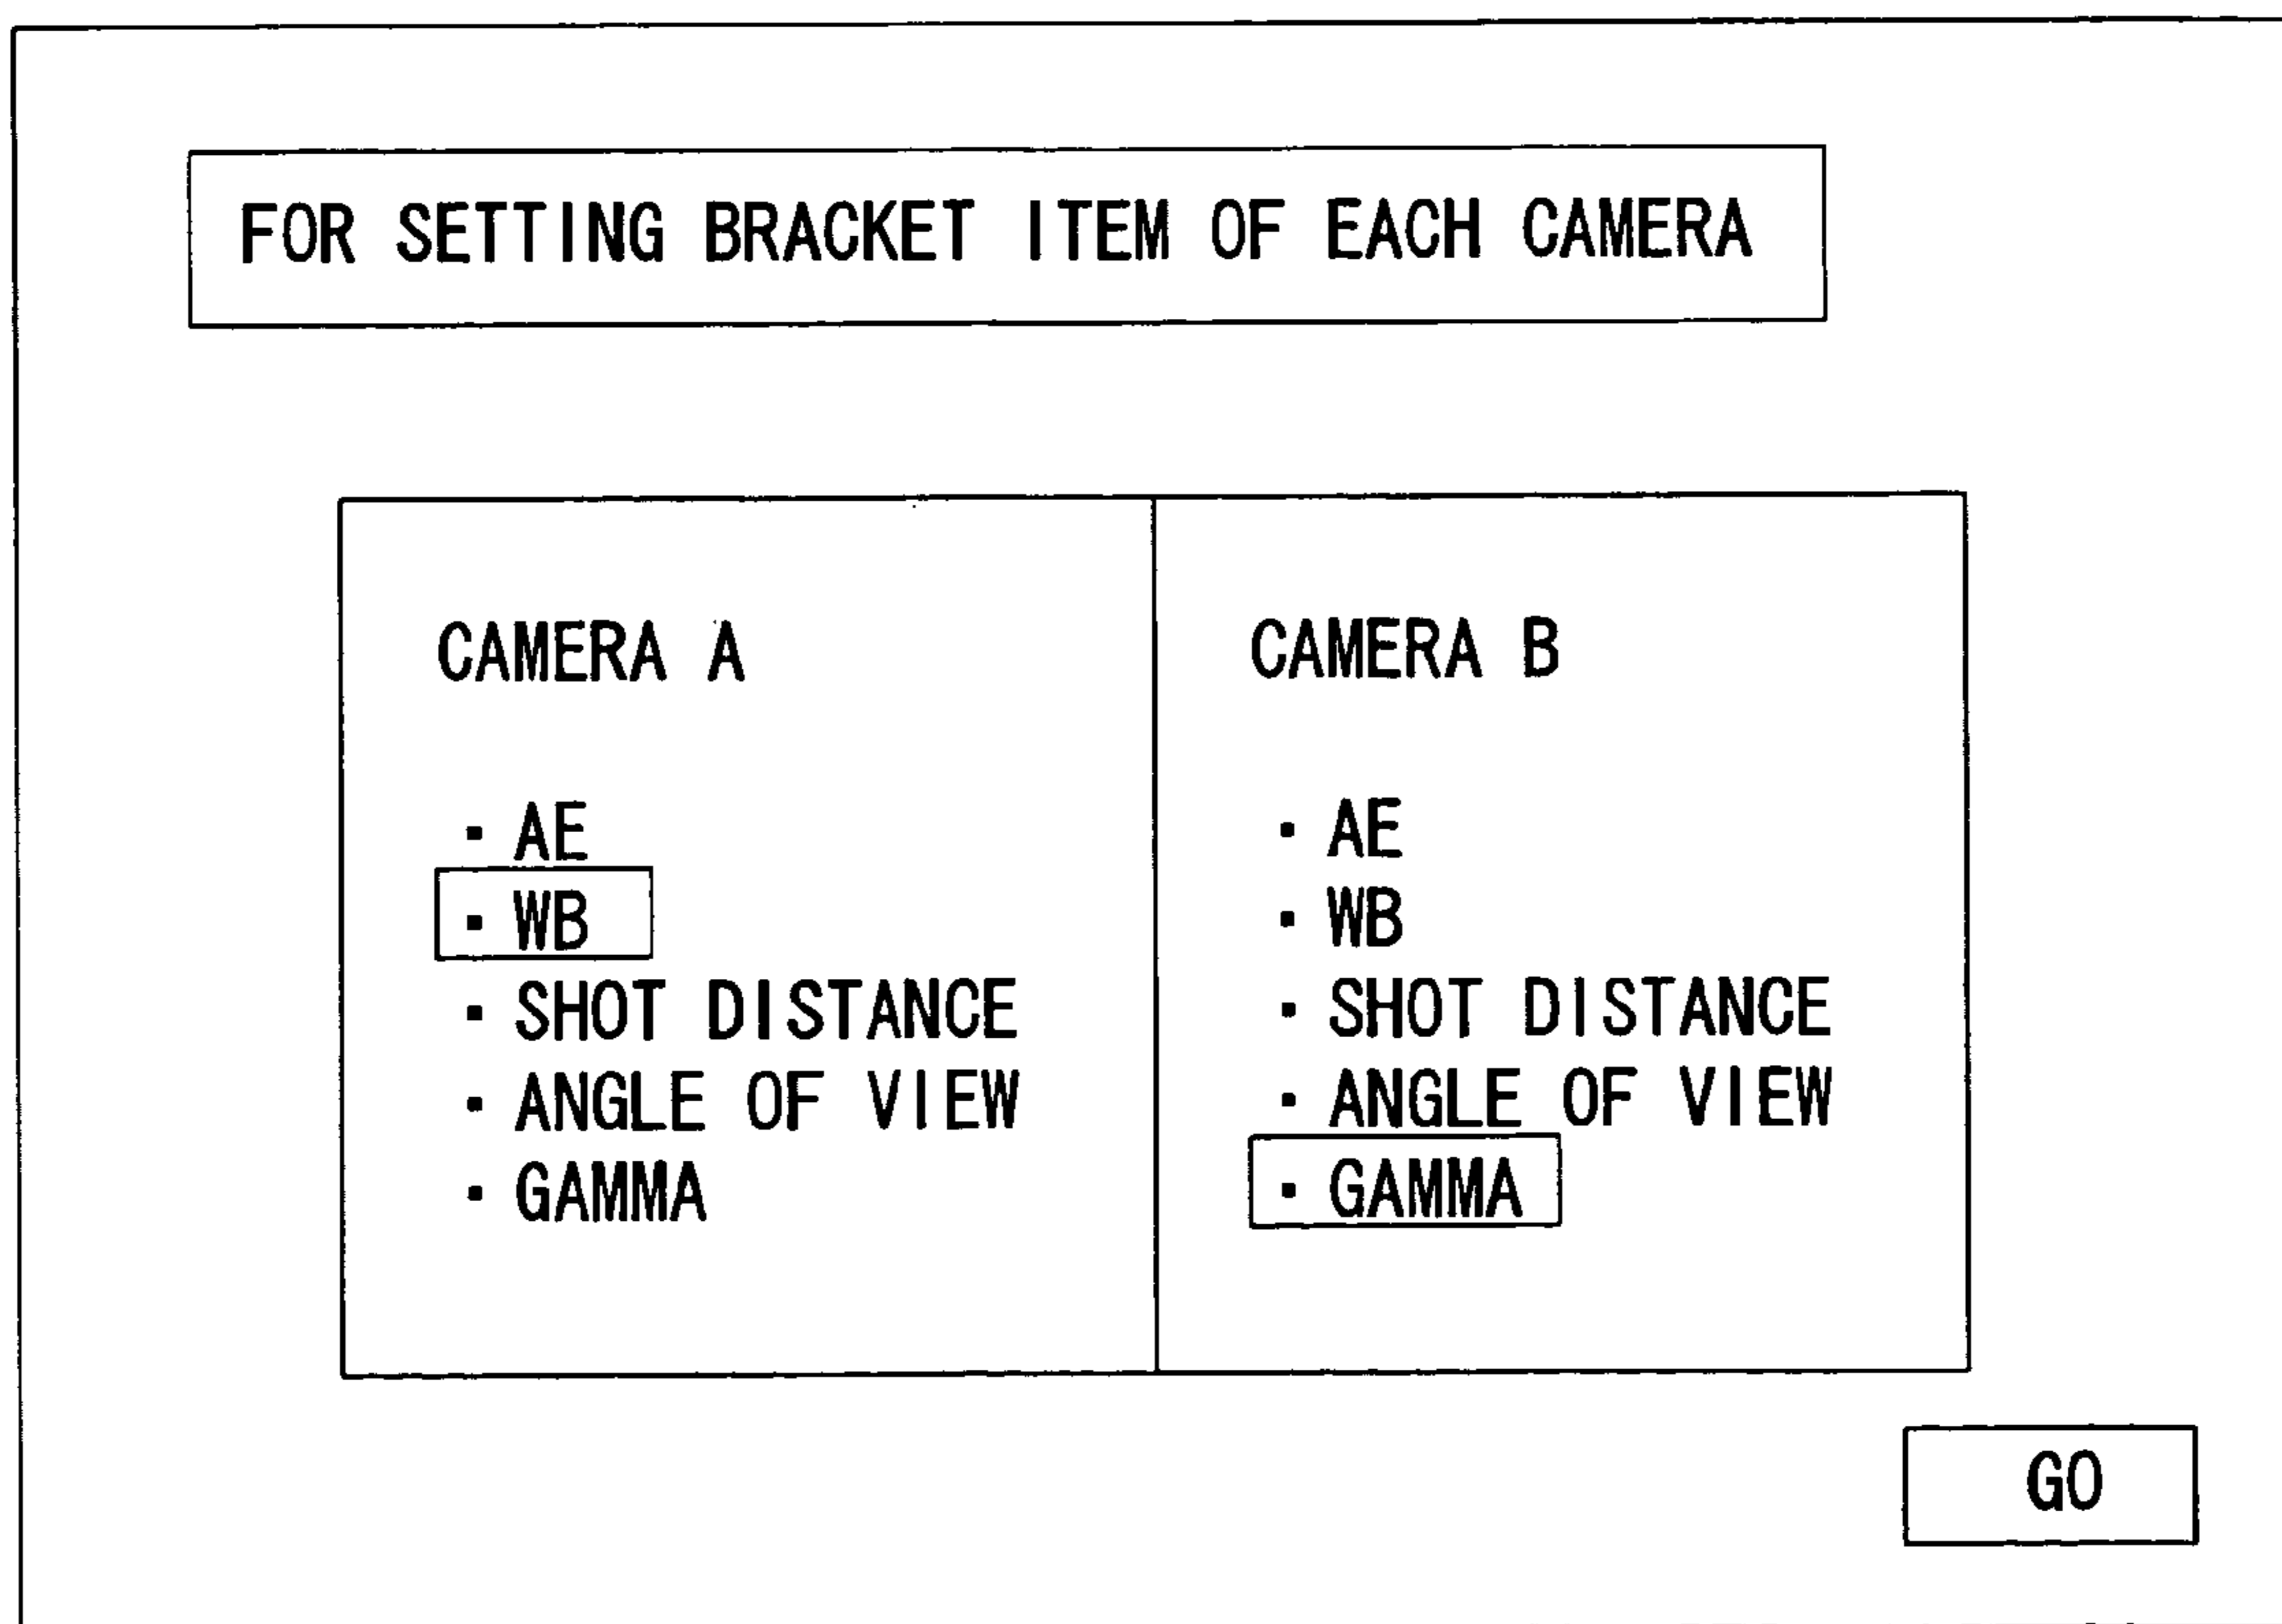 FOR SETTING BRACKET ITEM OF EACH CAMERA
CAMERA A
· AE
· WB
· SHOT DISTANCE
· ANGLE OF VIEW
· GAMMA
CAMERA B
· AE
· WB
· SHOT DISTANCE
· ANGLE OF VIEW
· GAMMA
GO